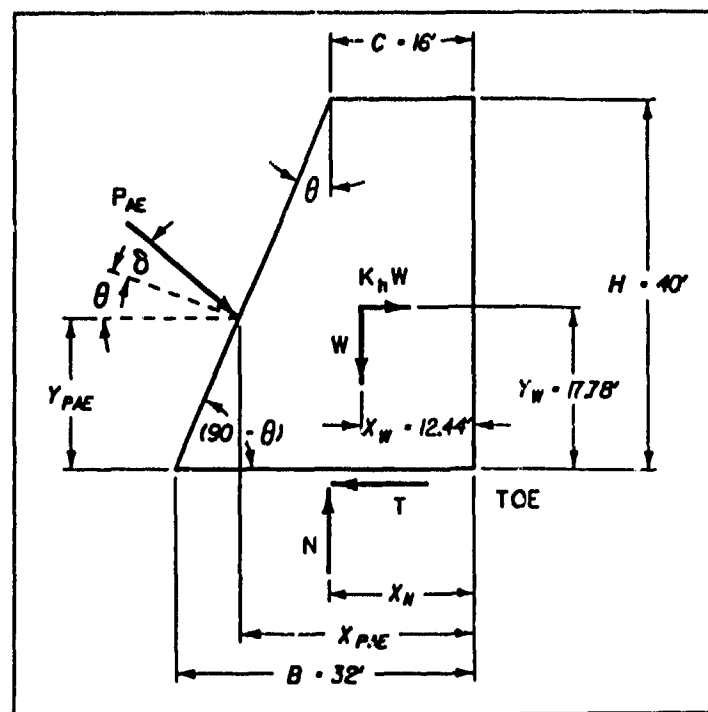 C = 16'
θ
P_AE
δ
θ
K_h W
H = 40'
W
Y_PAE
Y_W = 17.78'
(90 - θ)
X_W = 12.44'
T
TOE
N
X_N
X_PAE
B = 32'